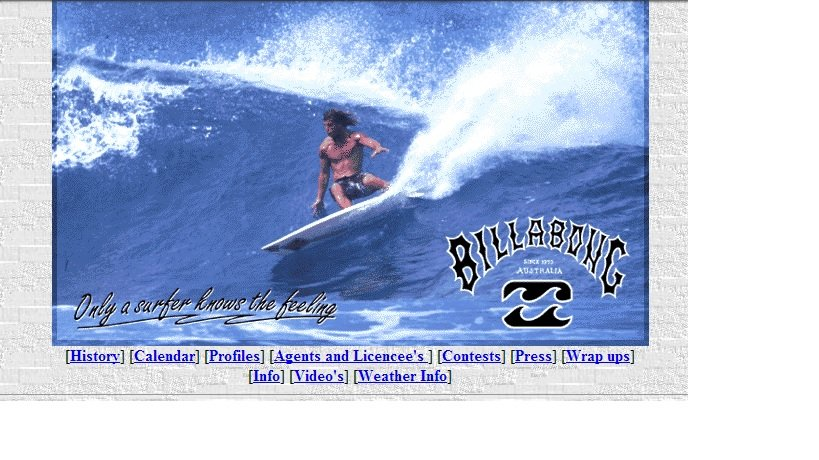 BILLABONG
SINCE 1973
AUSTRALIA
Only a surfer knows the feeling
[History] [Calendar] [Profiles] [Agents and Licencee's ] [Contests] [Press] [Wrap ups]
[Info] [Video's] [Weather Info]